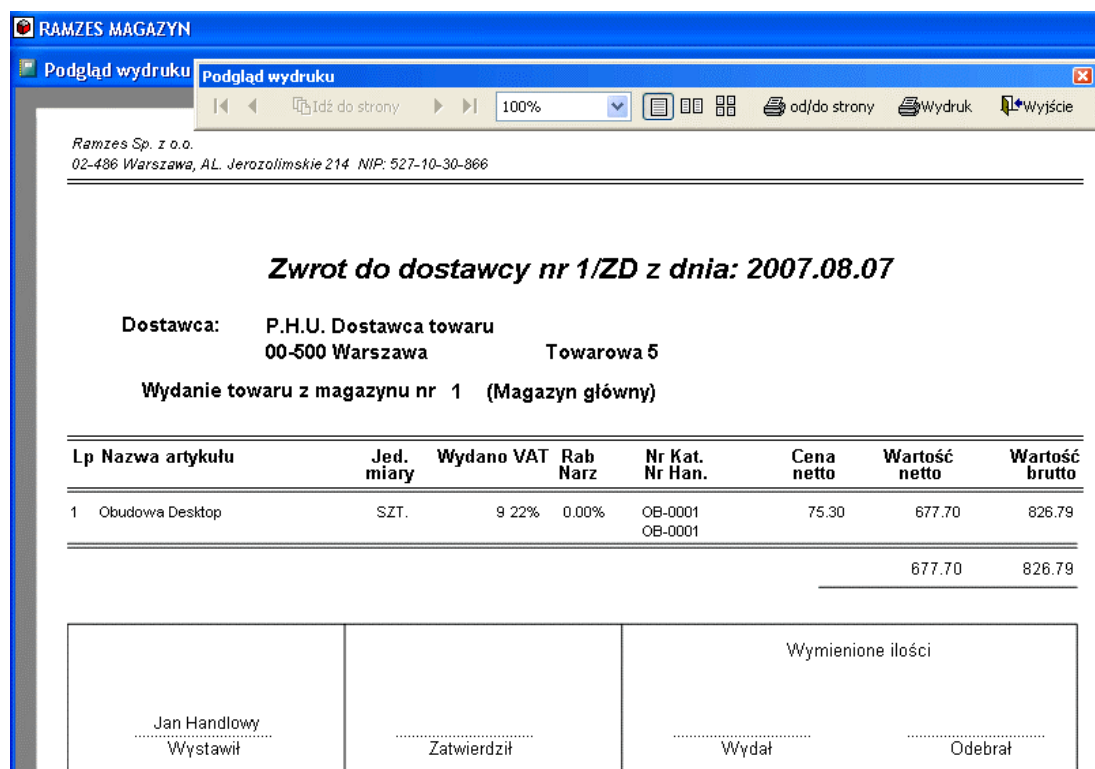 RAMZES MAGAZYN
Podgląd wydruku
Podgląd wydruku
Idź do strony 100% od/do strony Wydruk Wyjście
Ramzes Sp. z o.o.
02-486 Warszawa, AL. Jerozolimskie 214 NIP: 527-10-30-866
Zwrot do dostawcy nr 1/ZD z dnia: 2007.08.07
Dostawca: P.H.U. Dostawca towaru
00-500 Warszawa Towarowa 5
Wydanie towaru z magazynu nr 1 (Magazyn główny)
Lp Nazwa artykułu Jed. Wydano VAT Rab Nr Kat. Cena Wartość Wartość
miary Narz Nr Han. netto netto brutto
1 Obudowa Desktop SZT. 9 22% 0.00% OB-0001 75.30 677.70 826.79
OB-0001
677.70 826.79
Wymienione ilości
Jan Handlowy
Wystawił Zatwierdził Wydał Odebrał